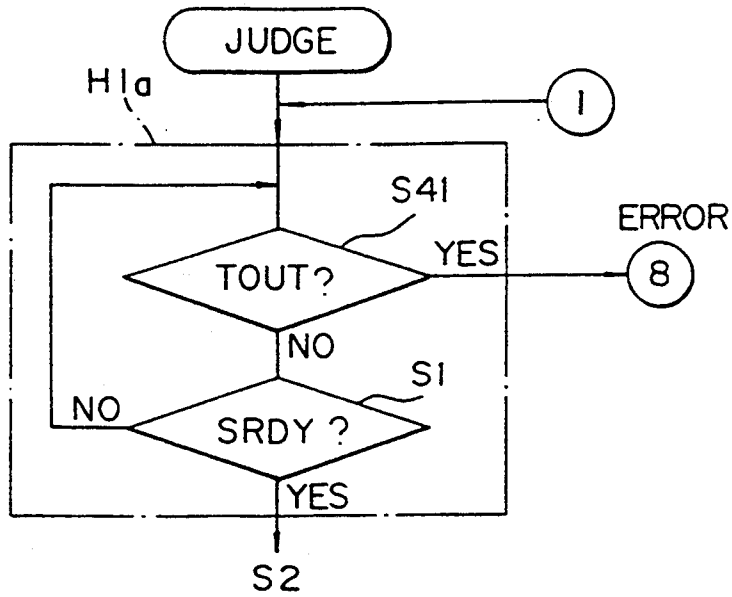 JUDGE
H1a
1
S41
ERROR
YES
TOUT?
8
NO
S1
NO
SRDY ?
YES
S2